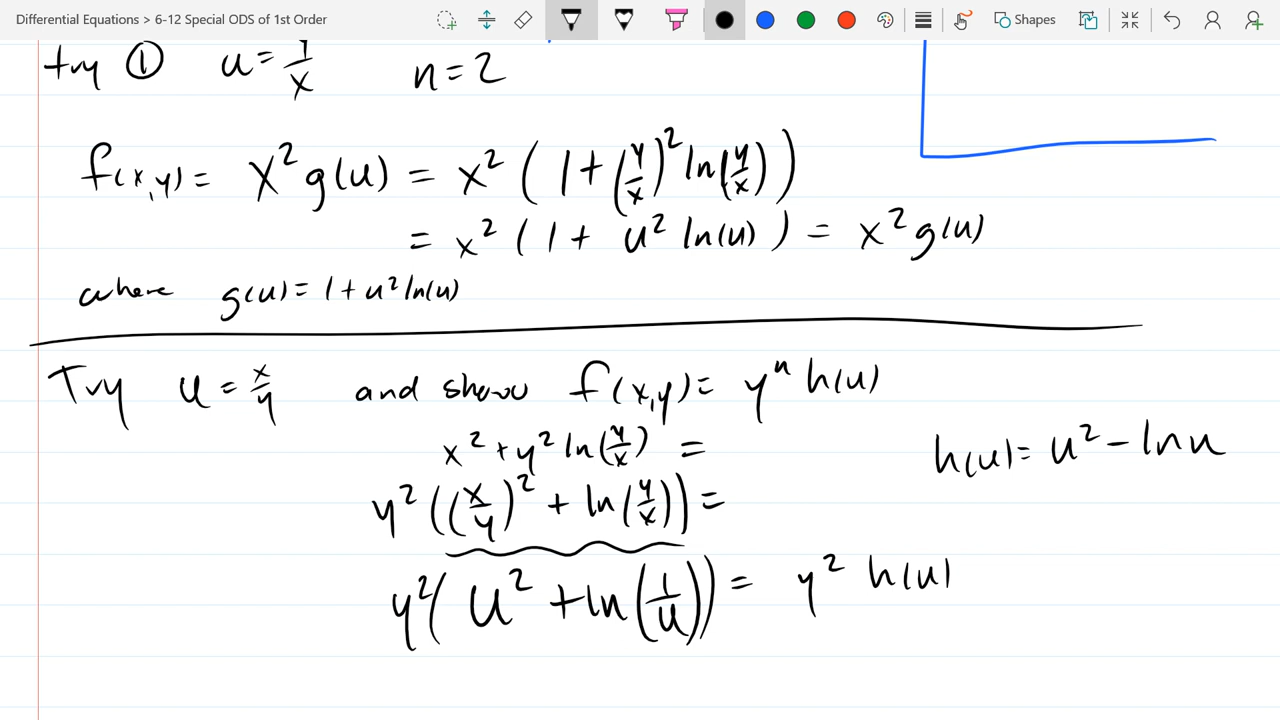 Differential Equations > 6-12 Special ODS of 1st Order
Shapes
try ① u = y/x n = 2
f(x,y) = x² g(u) = x² (1 + (y/x)² ln(y/x))
= x² (1 + u² ln(u)) = x² g(u)
where g(u) = 1 + u² ln(u)
Try u = x/y and show f(x,y) = yⁿ h(u)
x² + y² ln(y/x) =
h(u) = u² - ln u
y² ((x/y)² + ln(y/x)) =
y² (u² + ln(1/u)) = y² h(u)